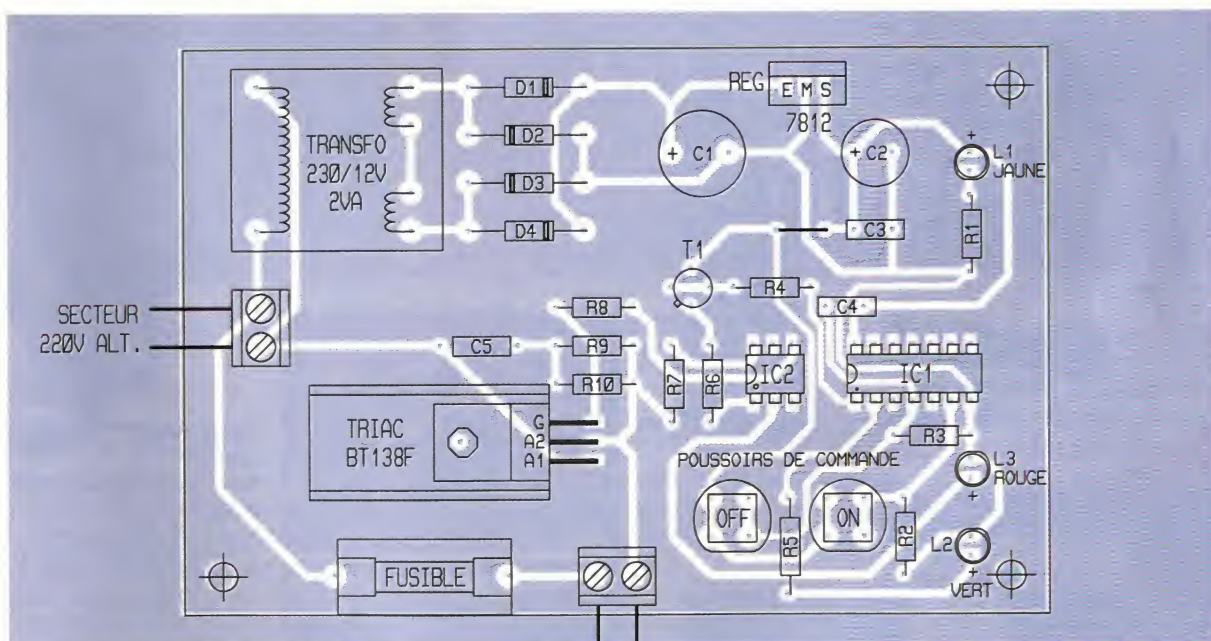 D1
REG
E M S
7812
D2
TRANSFO
230/12V
2VA
+ C1
+ C2
+
L1
JAUNE
D3
D4
C3
R1
T1
R4
SECTEUR
220V ALT.
R8
C4
C5
R9
R10
R7
R6
IC2
IC1
TRIAC
BT138F
G
A2
A1
R3
POUSSOIRS DE COMMANDE
L3
ROUGE
+
OFF
ON
R5
R2
L2
+
VERT
FUSIBLE